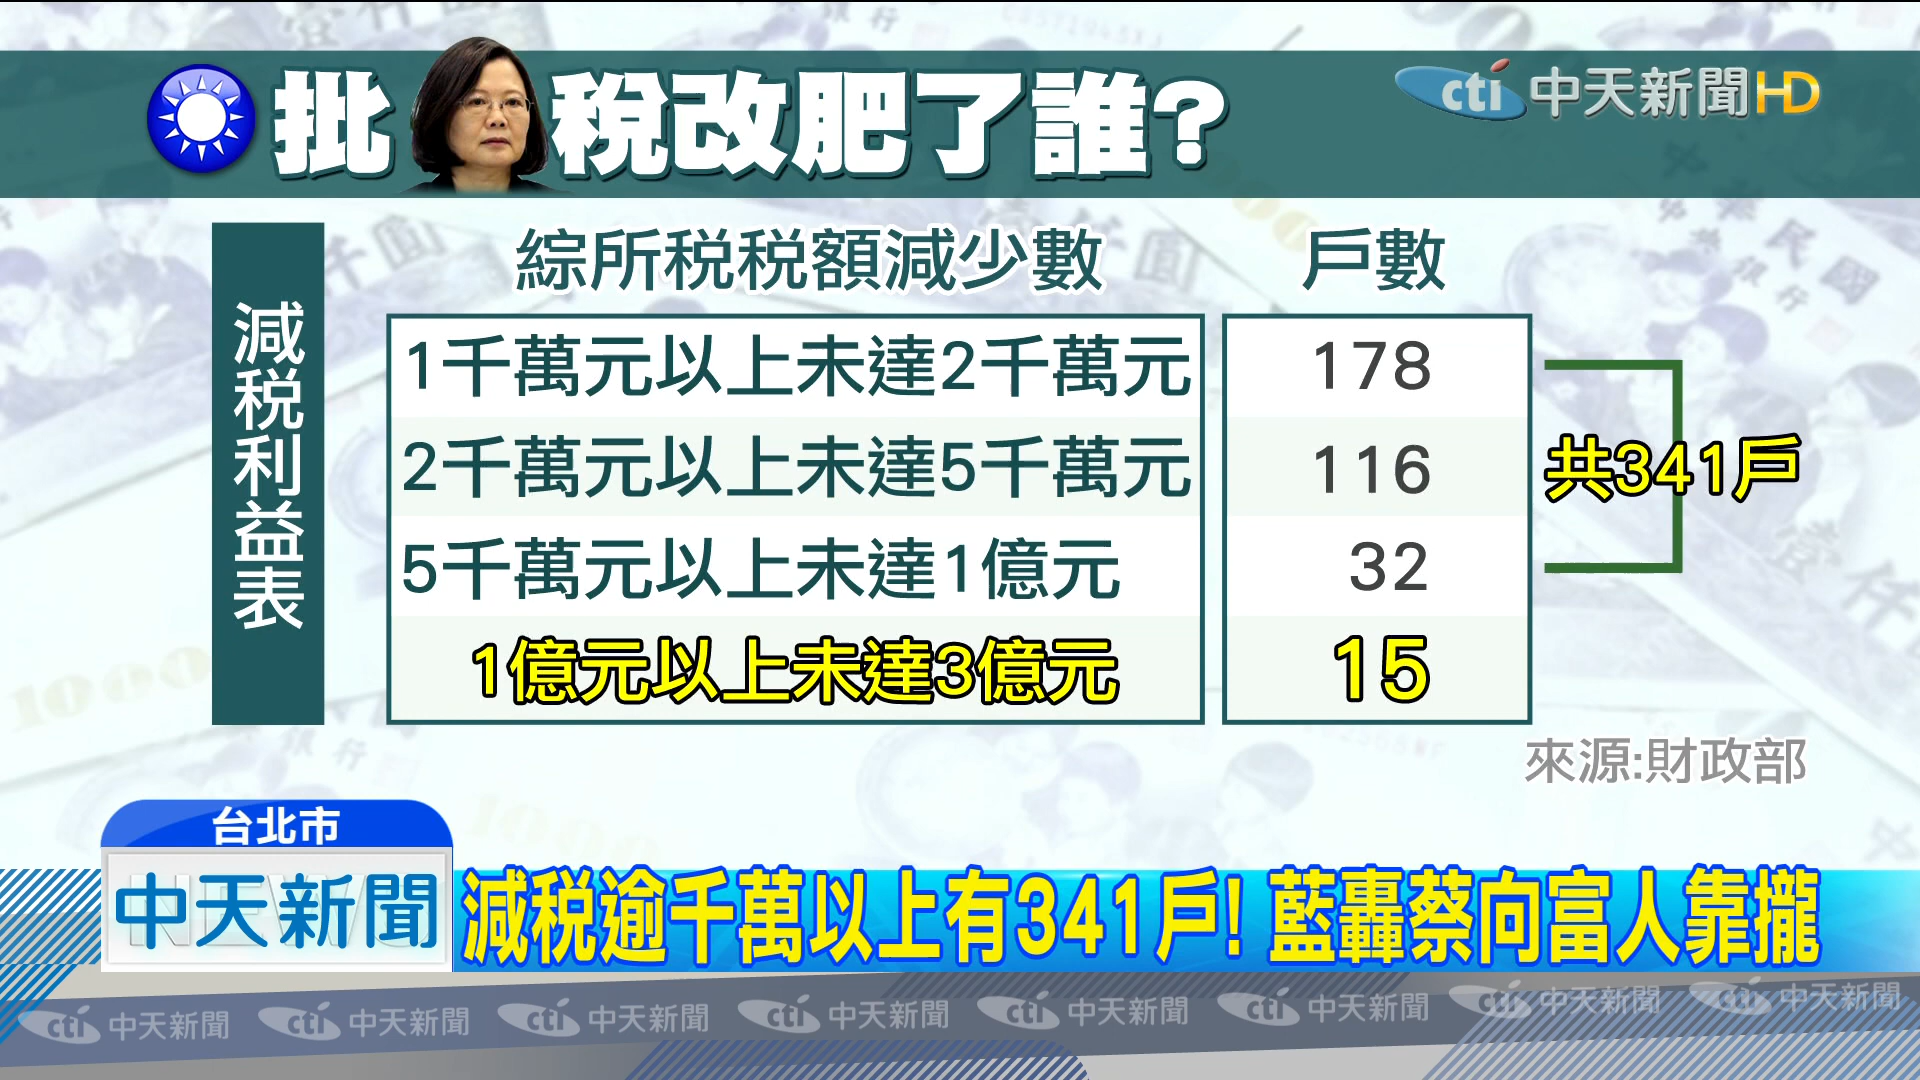 批 稅改肥了誰?
cti 中天新聞HD
減稅利益表
綜所稅稅額減少數 戶數
1千萬元以上未達2千萬元 178
2千萬元以上未達5千萬元 116
共341戶
5千萬元以上未達1億元 32
1億元以上未達3億元 15
來源:財政部
台北市
中天新聞
減稅逾千萬以上有341戶! 藍轟蔡向富人靠攏
cti 中天新聞 cti 中天新聞 cti 中天新聞 cti 中天新聞 cti 中天新聞 cti 中天新聞 cti 中天新聞 cti 中天新聞